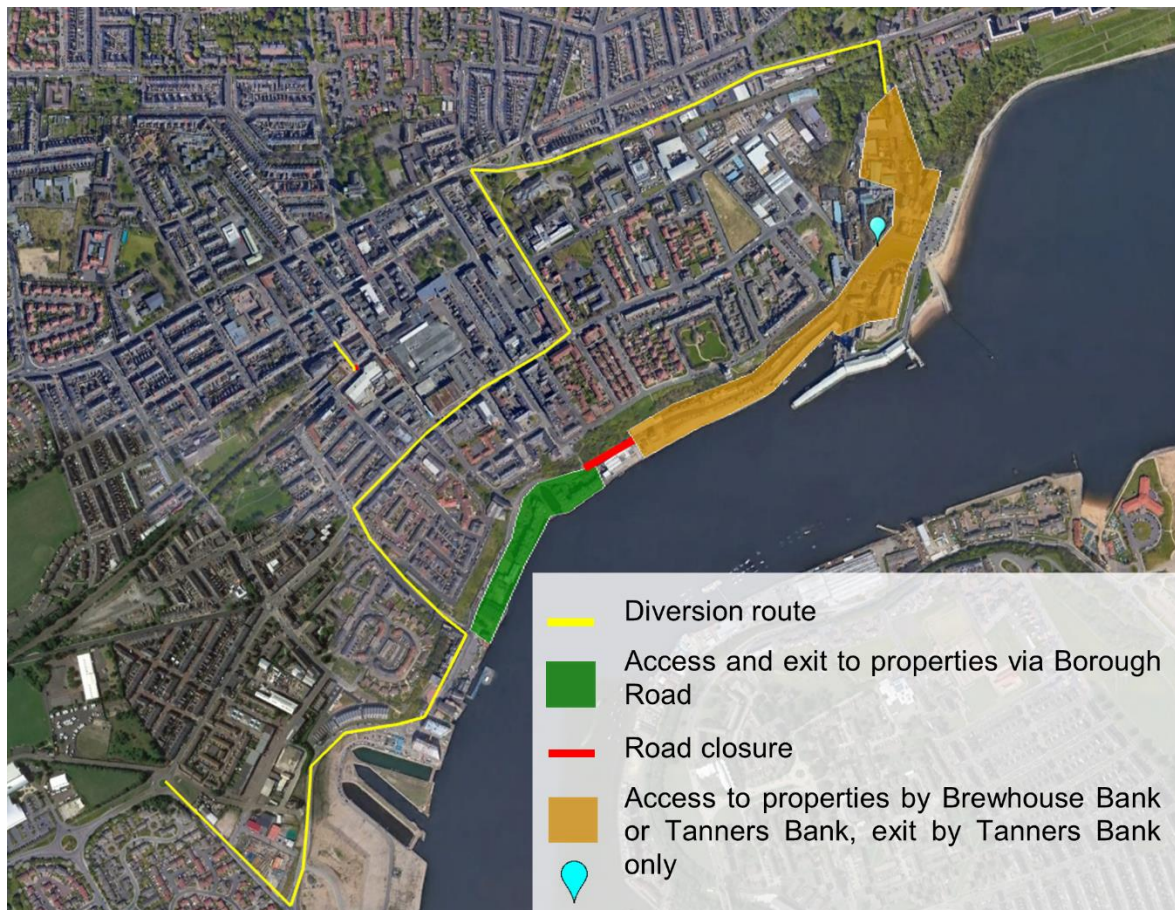 Diversion route
Access and exit to properties via Borough
Road
Road closure
Access to properties by Brewhouse Bank
or Tanners Bank, exit by Tanners Bank
only